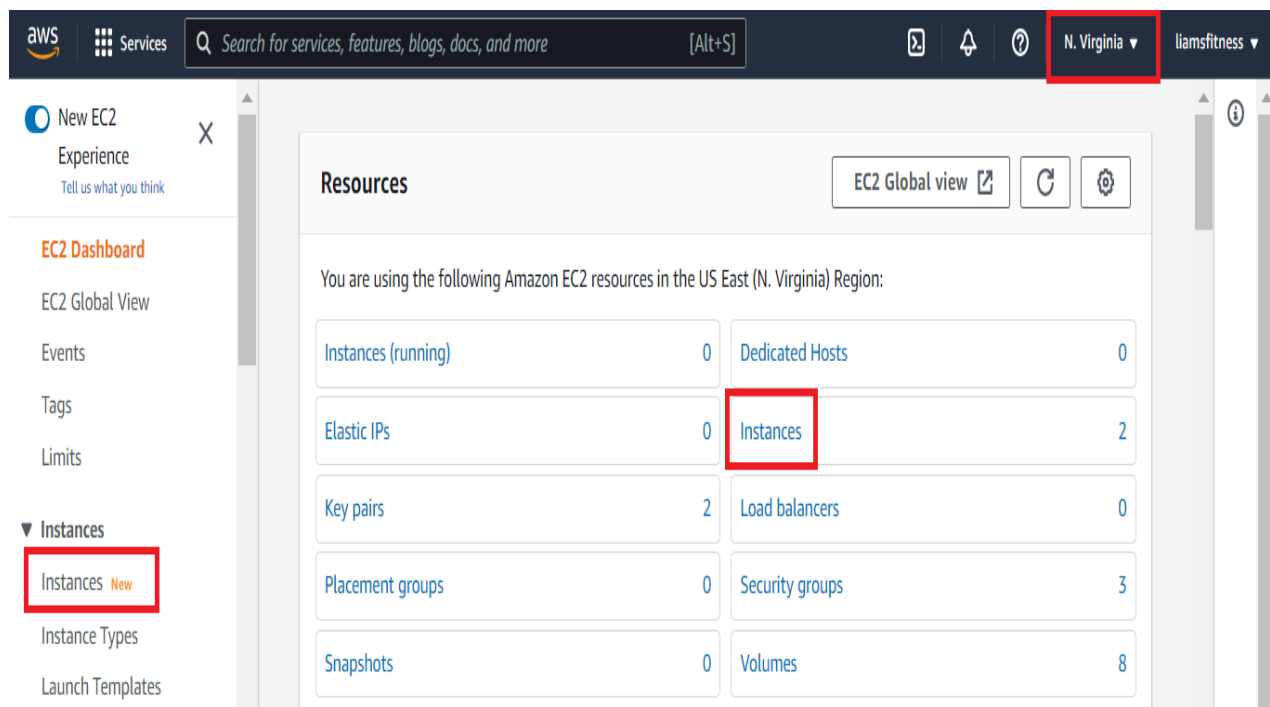 aws
Services
Search for services, features, blogs, docs, and more
[Alt+S]
N. Virginia
liamsfitness
New EC2
Experience
Tell us what you think
EC2 Dashboard
EC2 Global View
Events
Tags
Limits
Instances
Instances New
Instance Types
Launch Templates
Resources
EC2 Global view
You are using the following Amazon EC2 resources in the US East (N. Virginia) Region:
Instances (running) 0
Dedicated Hosts 0
Elastic IPs 0
Instances 2
Key pairs 2
Load balancers 0
Placement groups 0
Security groups 3
Snapshots 0
Volumes 8